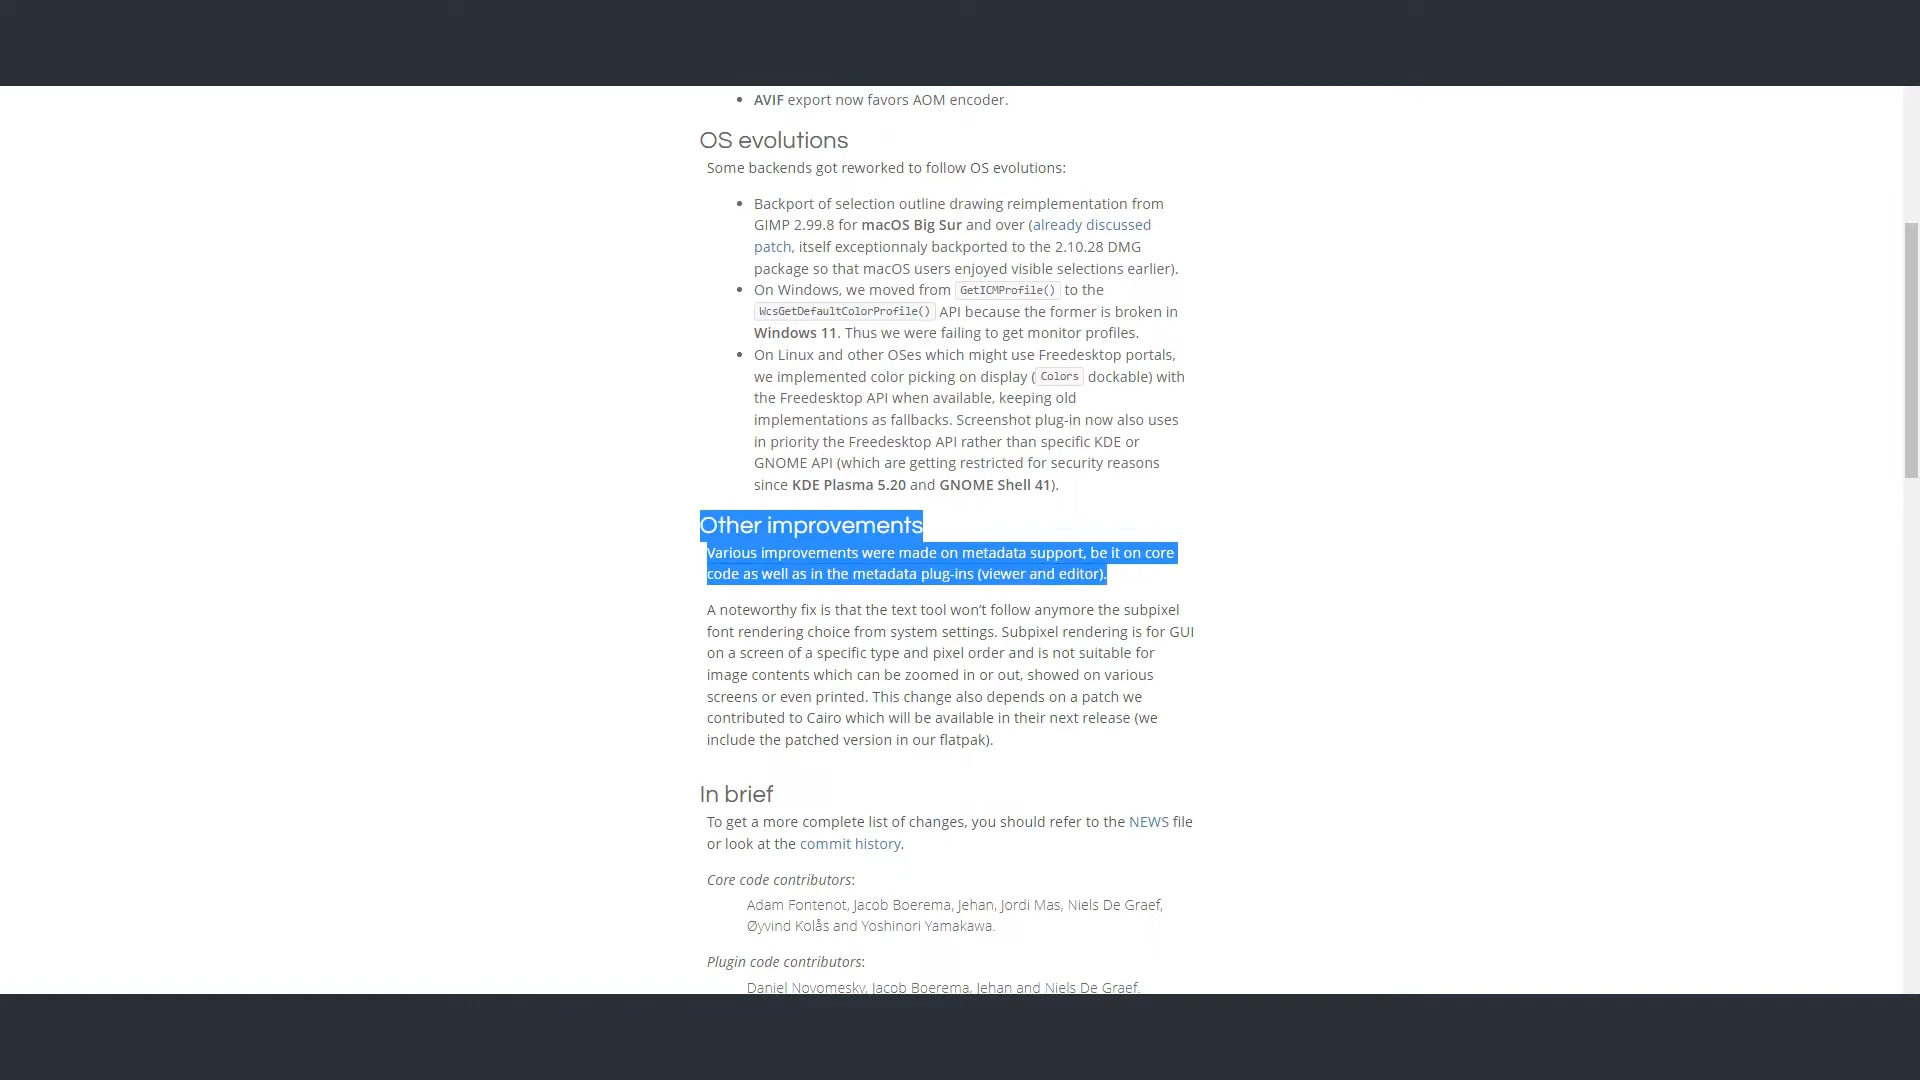 AVIF export now favors AOM encoder.
OS evolutions
Some backends got reworked to follow OS evolutions:
Backport of selection outline drawing reimplementation from
GIMP 2.99.8 for macOS Big Sur and over (already discussed
patch, itself exceptionnaly backported to the 2.10.28 DMG
package so that macOS users enjoyed visible selections earlier).
On Windows, we moved from GetICMProfile() to the
WcsGetDefaultColorProfile() API because the former is broken in
Windows 11. Thus we were failing to get monitor profiles.
On Linux and other OSes which might use Freedesktop portals,
we implemented color picking on display (Colors dockable) with
the Freedesktop API when available, keeping old
implementations as fallbacks. Screenshot plug-in now also uses
in priority the Freedesktop API rather than specific KDE or
GNOME API (which are getting restricted for security reasons
since KDE Plasma 5.20 and GNOME Shell 41).
Other improvements
Various improvements were made on metadata support, be it on core
code as well as in the metadata plug-ins (viewer and editor).
A noteworthy fix is that the text tool won’t follow anymore the subpixel
font rendering choice from system settings. Subpixel rendering is for GUI
on a screen of a specific type and pixel order and is not suitable for
image contents which can be zoomed in or out, showed on various
screens or even printed. This change also depends on a patch we
contributed to Cairo which will be available in their next release (we
include the patched version in our flatpak).
In brief
To get a more complete list of changes, you should refer to the NEWS file
or look at the commit history.
Core code contributors:
Adam Fontenot, Jacob Boerema, Jehan, Jordi Mas, Niels De Graef,
Øyvind Kolås and Yoshinori Yamakawa.
Plugin code contributors:
Daniel Novomesky, Jacob Boerema, Jehan and Niels De Graef.